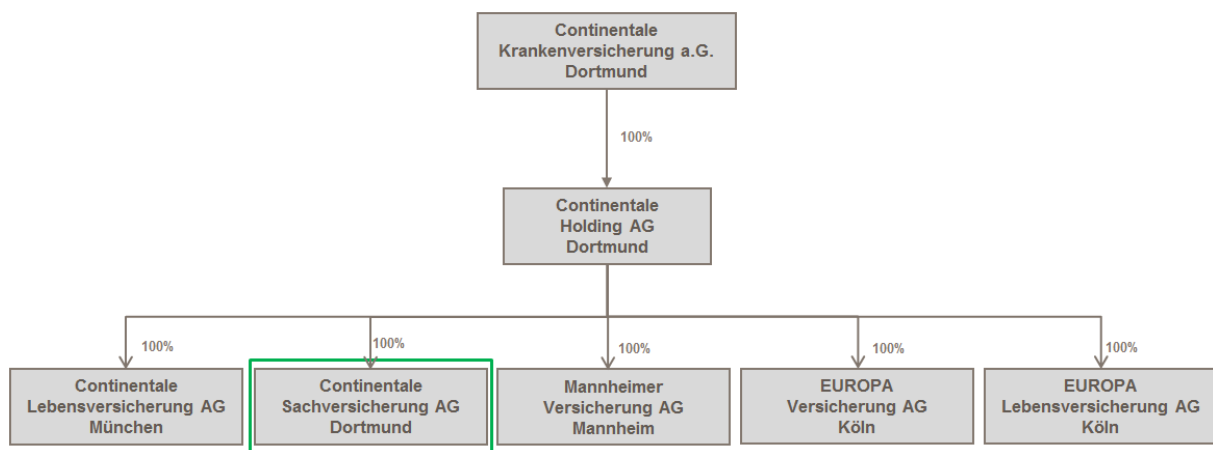 Continentale
Krankenversicherung a.G.
Dortmund
100%
Continentale
Holding AG
Dortmund
100%
100%
100%
100%
100%
Continentale
Lebensversicherung AG
München
Continentale
Sachversicherung AG
Dortmund
Mannheimer
Versicherung AG
Mannheim
EUROPA
Versicherung AG
Köln
EUROPA
Lebensversicherung AG
Köln